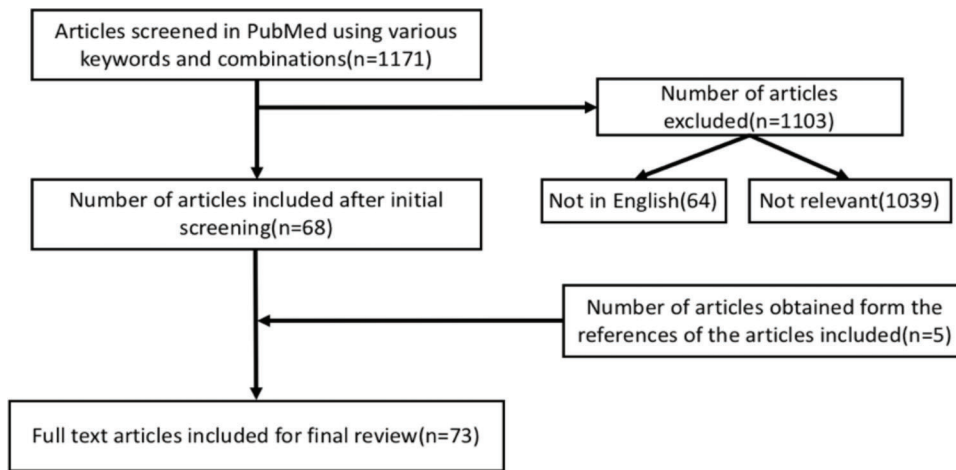 Articles screened in PubMed using various
keywords and combinations(n=1171)
Number of articles
excluded(n=1103)
Number of articles included after initial
screening(n=68)
Not in English(64)
Not relevant(1039)
Number of articles obtained form the
references of the articles included(n=5)
Full text articles included for final review(n=73)